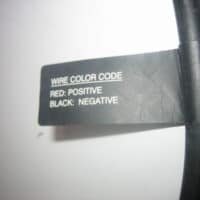 WIRE COLOR CODE
RED: POSITIVE
BLACK: NEGATIVE